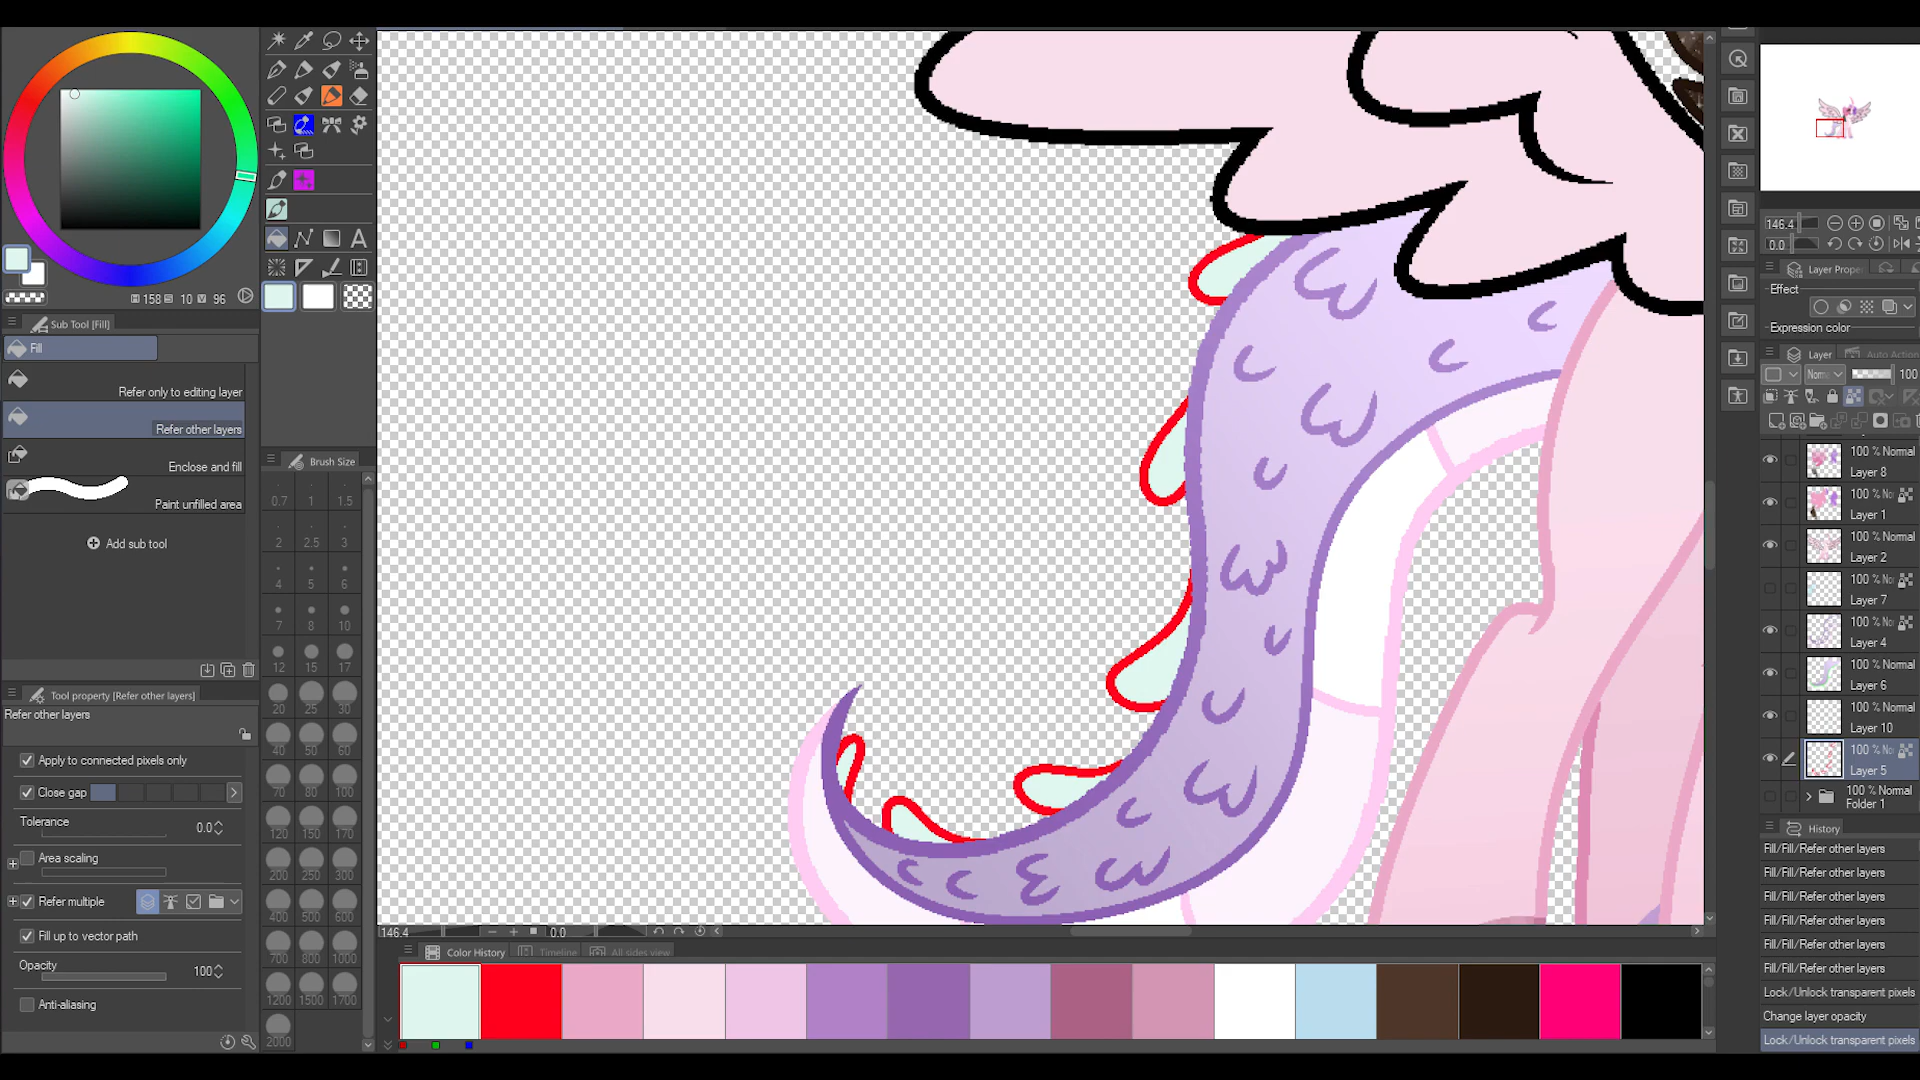 158 10 96
Sub Tool [Fill]
Fill
Refer only to editing layer
Refer other layers
Enclose and fill
Paint unfilled area
Add sub tool
Tool property [Refer other layers]
Refer other layers
Apply to connected pixels only
Close gap
Tolerance 0.0
Area scaling
Refer multiple
Fill up to vector path
Opacity 100
Anti-aliasing
Brush Size
0.7 1 1.5
2 2.5 3
4 5 6
7 8 10
12 15 17
20 25 30
40 50 60
70 80 100
120 150 170
200 250 300
400 500 600
700 800 1000
1200 1500 1700
2000
146.4 0.0
Color History Timeline All sides view
146.4
0.0
Layer Prope
Effect
Expression color
Layer Auto Action
Norm 100
100 % Normal
Layer 8
100 % No
Layer 1
100 % Normal
Layer 2
100 % No
Layer 7
100 % No
Layer 4
100 % Normal
Layer 6
100 % Normal
Layer 10
100 % No
Layer 5
100 % Normal
Folder 1
History
Fill/Fill/Refer other layers
Fill/Fill/Refer other layers
Fill/Fill/Refer other layers
Fill/Fill/Refer other layers
Fill/Fill/Refer other layers
Fill/Fill/Refer other layers
Lock/Unlock transparent pixels
Change layer opacity
Lock/Unlock transparent pixels